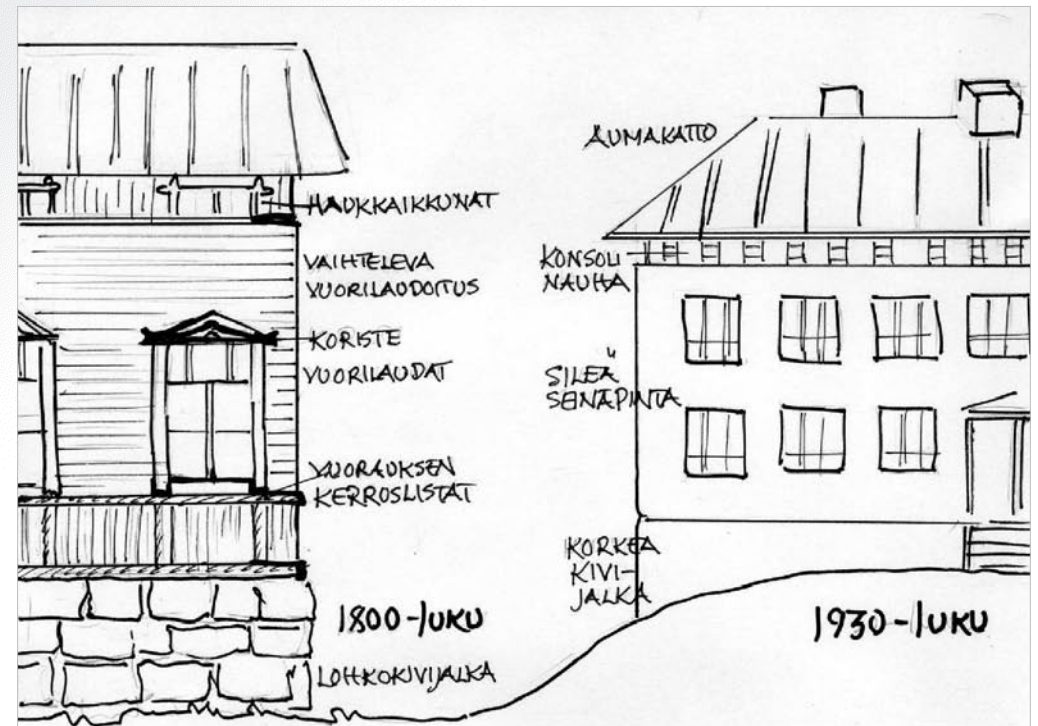 HAUKKAIKKUNAT
VAIHTELEVA
VUORILAUDOITUS
KORISTE
VUORILAUDAT
VUORAUKSEN
KERROSLISTAT
1800-luku
LOHKOKIVIJALKA
AUMAKATTO
KONSOLI
NAUHA
SILEÄ
SEINÄPINTA
KORKEA
KIVI-
JALKA
1930-luku